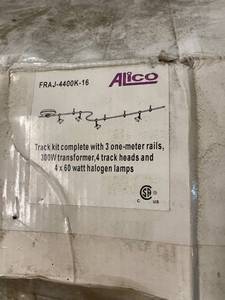 FRAJ-4400K-16
ALICO
Track kit complete with 3 one-meter rails,
300W transformer, 4 track heads and
4 x 60 watt halogen lamps
C US